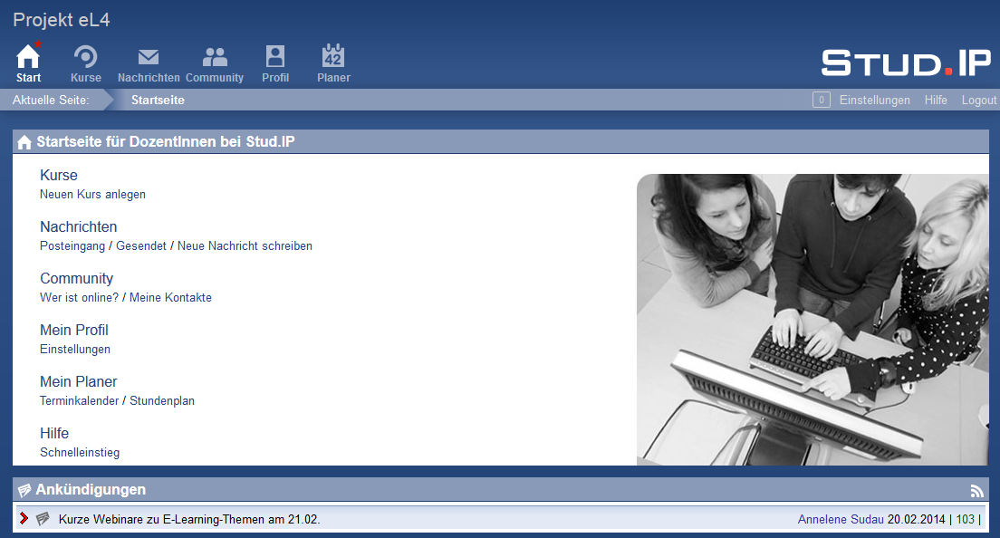 Projekt eL4
42
Start Kurse Nachrichten Community Profil Planer
STUD.IP
Aktuelle Seite: Startseite 0 Einstellungen Hilfe Logout
Startseite für DozentInnen bei Stud.IP
Kurse
Neuen Kurs anlegen
Nachrichten
Posteingang / Gesendet / Neue Nachricht schreiben
Community
Wer ist online? / Meine Kontakte
Mein Profil
Einstellungen
Mein Planer
Terminkalender / Stundenplan
Hilfe
Schnelleinstieg
Ankündigungen
Kurze Webinare zu E-Learning-Themen am 21.02. Annelene Sudau 20.02.2014 | 103 |